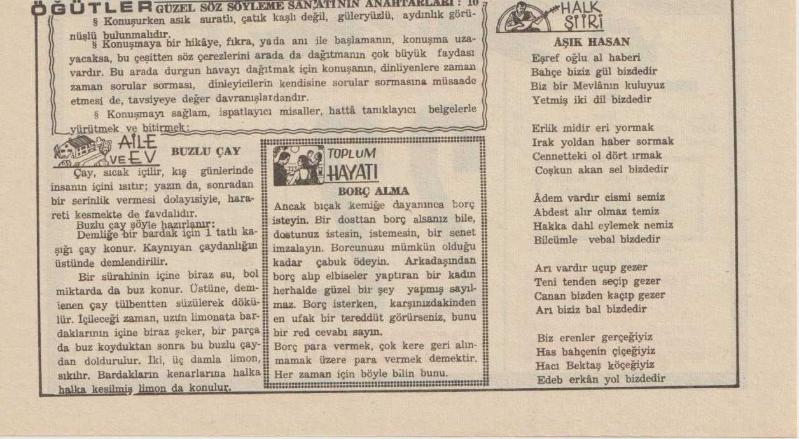 ÖĞÜTLER GÜZEL SÖZ SÖYLEME SANATININ ANAHTARLARI: 10
§ Konuşurken asık suratlı, çatık kaşlı değil, güleryüzlü, aydınlık görü-
nüşlü bulunmalıdır.
§ Konuşmaya bir hikâye, fıkra, yada anı ile başlamanın, konuşma uza-
yacaksa, bu çeşitten söz çerezlerini arada da dağıtmanın çok büyük faydası
vardır. Bu arada durgun havayı dağıtmak için konuşanın, dinliyenlere zaman
zaman sorular sorması, dinleyicilerin kendisine sorular sormasına müsaade
etmesi de, tavsiyeye değer davranışlardandır.
§ Konuşmayı sağlam, ispatlayıcı misaller, hattâ tanıklayıcı belgelerle
yürütmek ve bitirmek:
AİLE
VE EV
BUZLU ÇAY
Çay, sıcak içilir, kış günlerinde
insanın içini ısıtır; yazın da, sonradan
bir serinlik vermesi dolayısiyle, hara-
reti kesmekte de favdalıdır.
Buzlu çay şöyle hazırlanır:
Demliğe bir bardak için 1 tatlı ka-
şığı çay konur. Kaynıyan çaydanlığın
üstünde demlendirilir.
Bir sürahinin içine biraz su, bol
miktarda da buz konur. Üstüne, dem-
lenen çay tülbentten süzülerek dökü-
lür. İçileceği zaman, uzun limonata bar-
daklarının içine biraz şeker, bir parça
da buz koyduktan sonra bu buzlu çay-
dan doldurulur. İki, üç damla limon,
sıkılır. Bardakların kenarlarına halka
halka kesilmiş limon da konulur.
TOPLUM
HAYATI
BORÇ ALMA
Ancak bıçak kemiğe dayanınca borç
isteyin. Bir dosttan borç alsanız bile,
dostunuz istesin, istemesin, bir senet
imzalayın. Borcunuzu mümkün olduğu
kadar çabuk ödeyin. Arkadaşından
borç alıp elbiseler yaptıran bir kadın
herhalde güzel bir şey yapmış sayıl-
maz. Borç isterken, karşınızdakinden
en ufak bir tereddüt görürseniz, bunu
bir red cevabı sayın.
Borç para vermek, çok kere geri alın-
mamak üzere para vermek demektir.
Her zaman için böyle bilin bunu.
HALK
ŞİİRİ
ÂŞIK HASAN
Eşref oğlu al haberi
Bahçe biziz gül bizdedir
Biz bir Mevlânın kuluyuz
Yetmiş iki dil bizdedir
Erlik midir eri yormak
Irak yoldan haber sormak
Cennetteki ol dört ırmak
Coşkun akan sel bizdedir
Âdem vardır cismi semiz
Abdest alır olmaz temiz
Hakka dahl eylemek nemiz
Bilcümle vebal bizdedir
Arı vardır uçup gezer
Teni tenden seçip gezer
Canan bizden kaçıp gezer
Arı biziz bal bizdedir
Biz erenler gerçeğiyiz
Has bahçenin çiçeğiyiz
Hacı Bektaş köçeğiyiz
Edeb erkân yol bizdedir